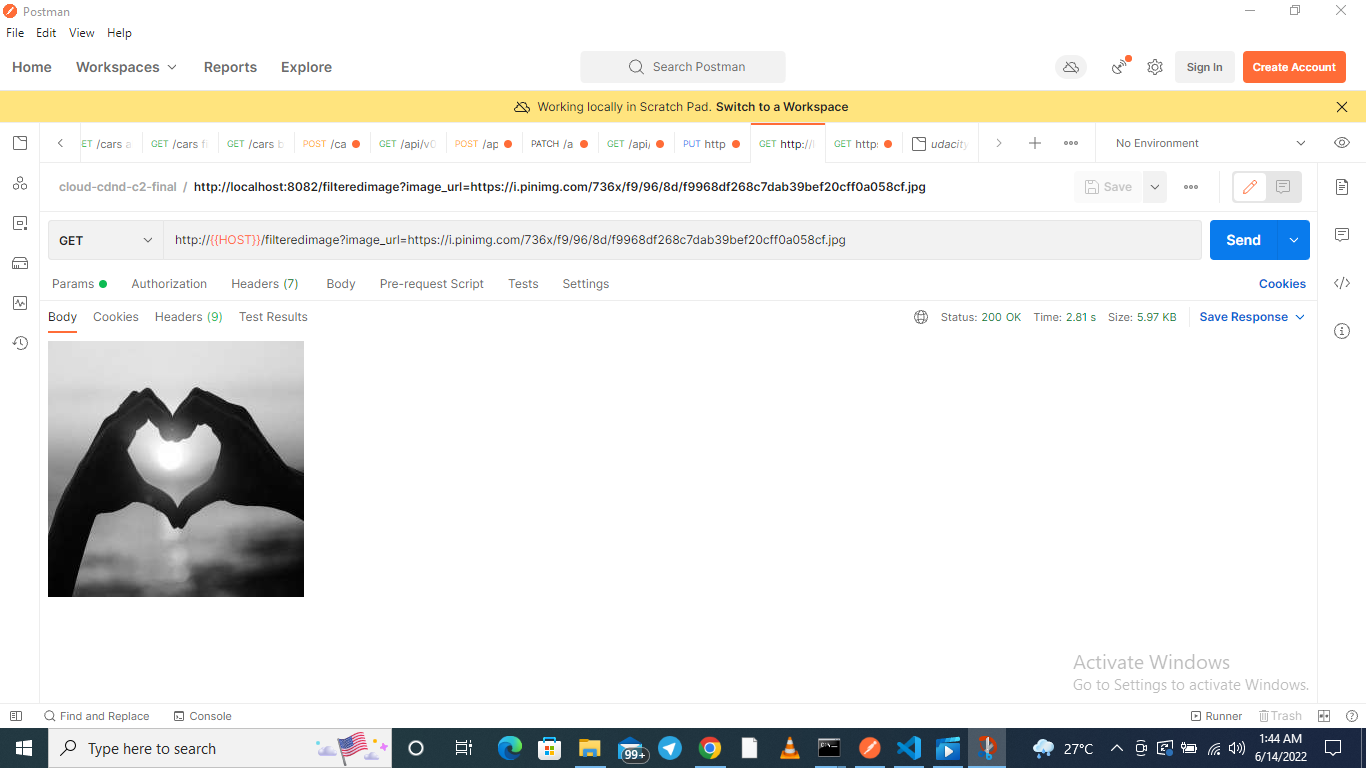 Postman
File Edit View Help
Home Workspaces Reports Explore Search Postman Sign In Create Account
Working locally in Scratch Pad. Switch to a Workspace
GET /cars a GET /cars fi GET /cars b POST /ca GET /api/v0 POST /ap PATCH /a GET /api/ PUT http GET http://l GET http: udacity No Environment
cloud-cdnd-c2-final / http://localhost:8082/filteredimage?image_url=https://i.pinimg.com/736x/f9/96/8d/f9968df268c7dab39bef20cff0a058cf.jpg Save
GET http://{{HOST}}/filteredimage?image_url=https://i.pinimg.com/736x/f9/96/8d/f9968df268c7dab39bef20cff0a058cf.jpg Send
Params Authorization Headers (7) Body Pre-request Script Tests Settings Cookies
Body Cookies Headers (9) Test Results Status: 200 OK Time: 2.81 s Size: 5.97 KB Save Response
Activate Windows
Go to Settings to activate Windows.
Find and Replace Console Runner Trash
Type here to search 99+ 27°C 1:44 AM
6/14/2022